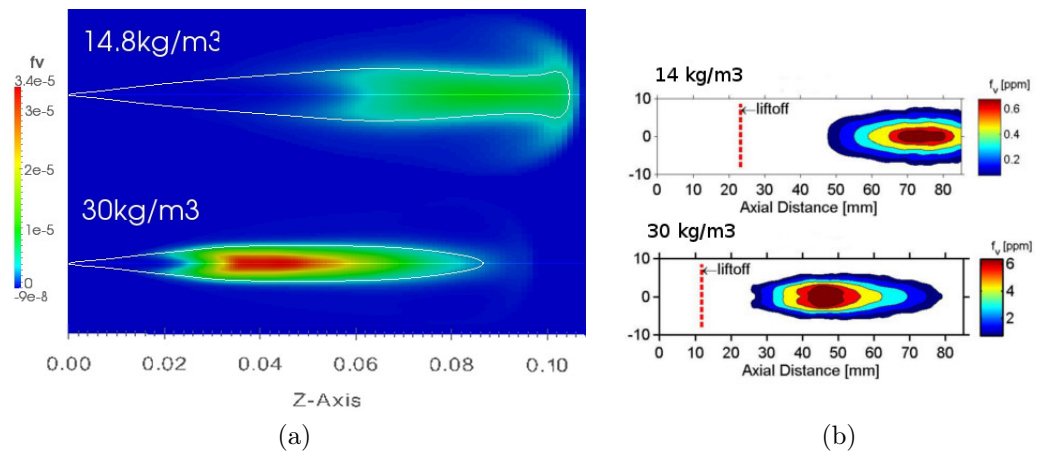 14.8kg/m3
fv
3.4e-5
3e-5
2e-5
1e-5
0
-9e-8
30kg/m3
0.00
0.02
0.04
0.06
0.08
0.10
Z-Axis
(a)
14 kg/m3
f_v [ppm]
10
0
-10
liftoff
0.6
0.4
0.2
0 10 20 30 40 50 60 70 80
Axial Distance [mm]
30 kg/m3
f_v [ppm]
10
0
-10
liftoff
6
4
2
0 10 20 30 40 50 60 70 80
Axial Distance [mm]
(b)